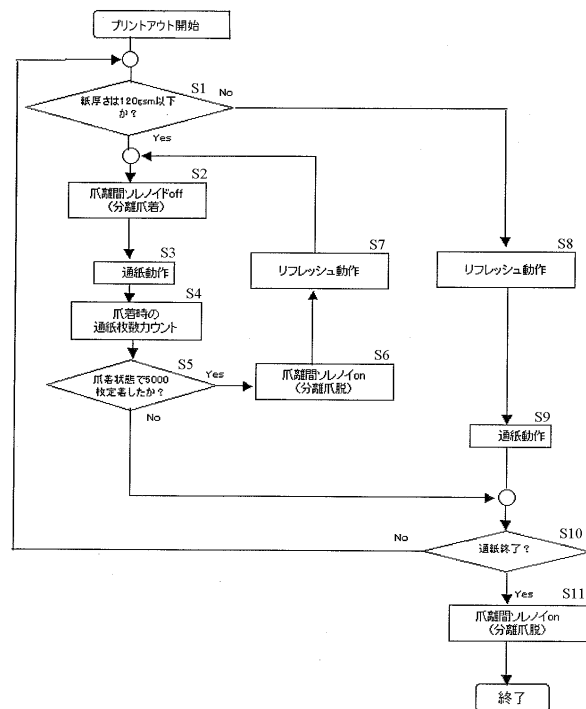 プリントアウト開始
S1
紙厚さは120gsm以下
か？
No
Yes
S2
爪離間ソレノイドoff
(分離爪着)
S3
通紙動作
S4
爪着時の
通紙枚数カウント
S5
爪着状態で5000
枚定着したか？
Yes
No
S6
爪離間ソレノイon
(分離爪脱)
S7
リフレッシュ動作
S8
リフレッシュ動作
S9
通紙動作
S10
通紙終了？
No
Yes
S11
爪離間ソレノイon
(分離爪脱)
終了